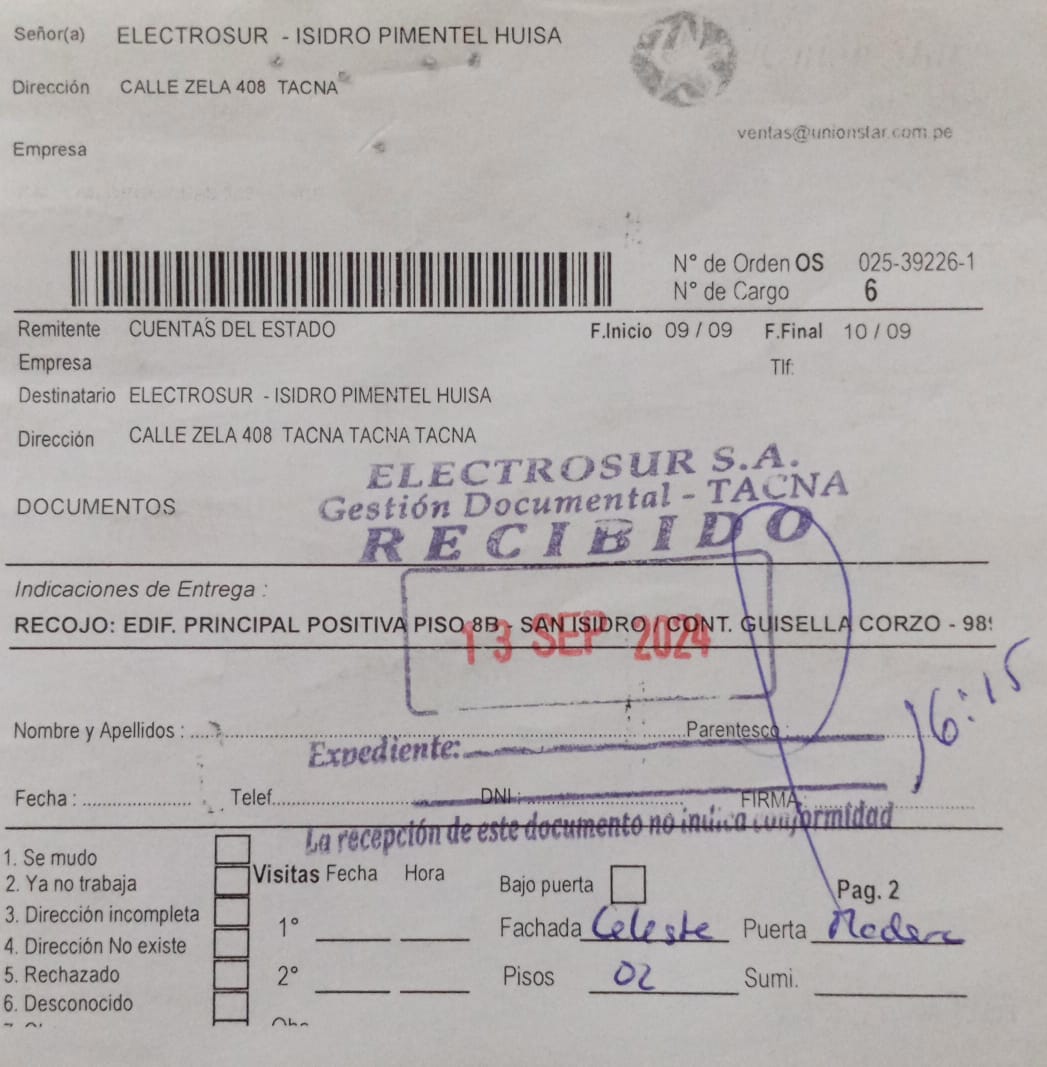 Señor(a) ELECTROSUR - ISIDRO PIMENTEL HUISA
Dirección CALLE ZELA 408 TACNA
ventas@unionstar.com.pe
Empresa
N° de Orden OS 025-39226-1
N° de Cargo 6
Remitente CUENTAS DEL ESTADO F.Inicio 09 / 09 F.Final 10 / 09
Empresa Tlf:
Destinatario ELECTROSUR - ISIDRO PIMENTEL HUISA
Dirección CALLE ZELA 408 TACNA TACNA TACNA
ELECTROSUR S.A.
Gestión Documental - TACNA
DOCUMENTOS
RECIBIDO
Indicaciones de Entrega :
RECOJO: EDIF. PRINCIPAL POSITIVA PISO 8B - SAN ISIDRO / CONT. GUISELLA CORZO - 989
13 SEP 2024
16:15
Nombre y Apellidos : Parentesco :
Expediente:
Fecha : Telef. DNI : FIRMA:
La recepción de este documento no indica conformidad
1. Se mudo
2. Ya no trabaja
3. Dirección incompleta
4. Dirección No existe
5. Rechazado
6. Desconocido
Visitas Fecha Hora
1°
2°
Bajo puerta Pag. 2
Fachada Celeste Puerta Madera
Pisos 02 Sumi.